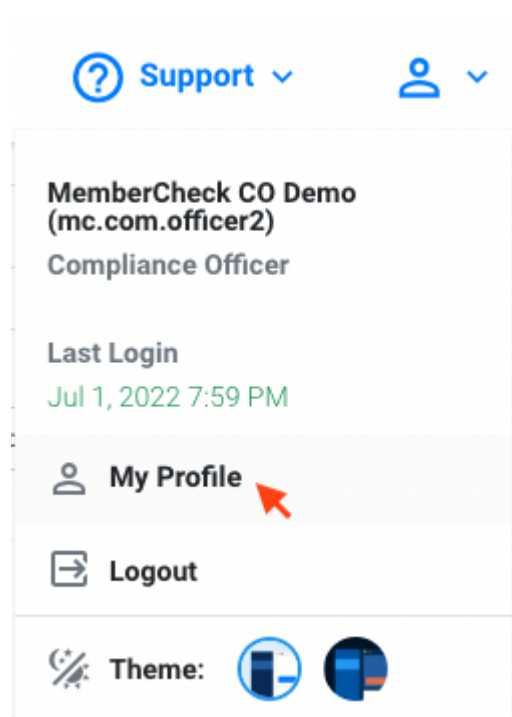 Support
MemberCheck CO Demo
(mc.com.officer2)
Compliance Officer
Last Login
Jul 1, 2022 7:59 PM
My Profile
Logout
Theme: